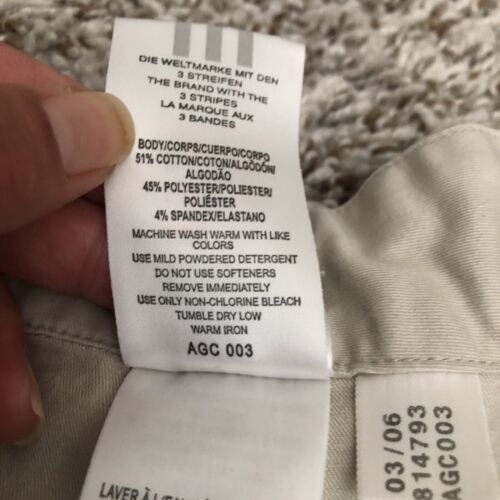 DIE WELTMARKE MIT DEN
3 STREIFEN
THE BRAND WITH THE
3 STRIPES
LA MARQUE AUX
3 BANDES
BODY/CORPS/CUERPO/CORPO
51% COTTON/COTON/ALGODÓN/
ALGODÃO
45% POLYESTER/POLIESTER/
POLIÉSTER
4% SPANDEX/ELASTANO
MACHINE WASH WARM WITH LIKE
COLORS
USE MILD POWDERED DETERGENT
DO NOT USE SOFTENERS
REMOVE IMMEDIATELY
USE ONLY NON-CHLORINE BLEACH
TUMBLE DRY LOW
WARM IRON
AGC 003
LAVER À
03/06
814793
AGC003